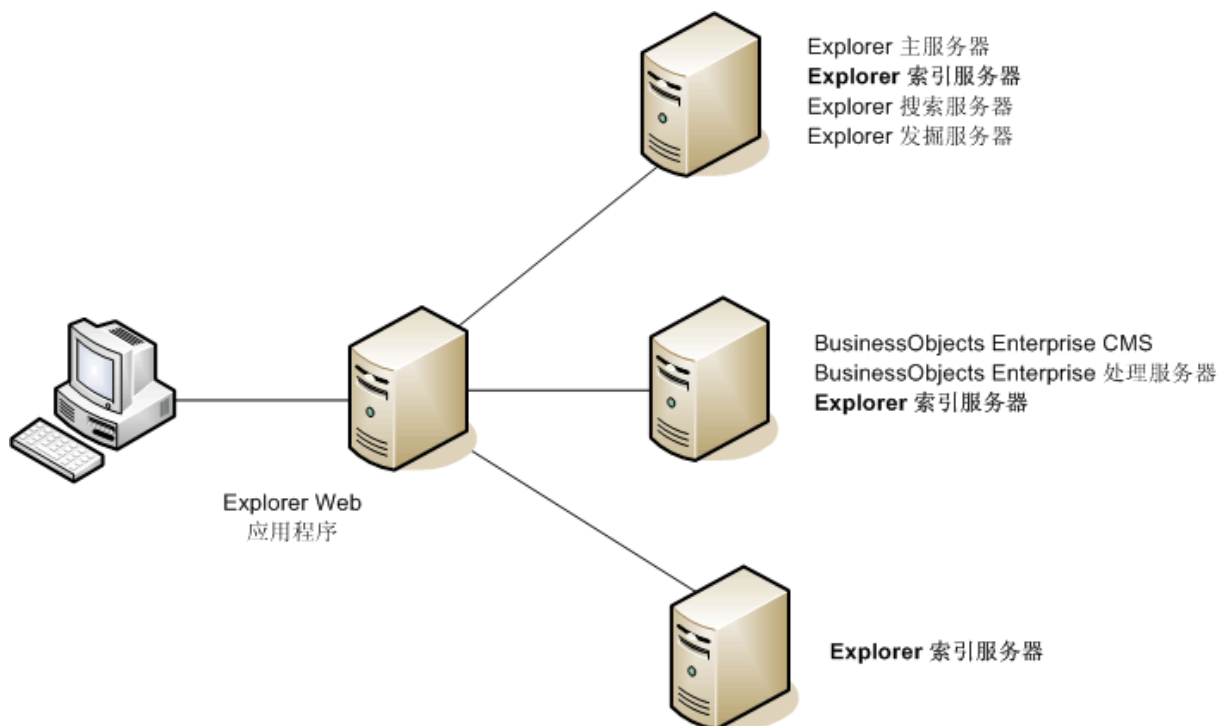 Explorer 主服务器
Explorer 索引服务器
Explorer 搜索服务器
Explorer 发掘服务器
BusinessObjects Enterprise CMS
BusinessObjects Enterprise 处理服务器
Explorer 索引服务器
Explorer Web
应用程序
Explorer 索引服务器